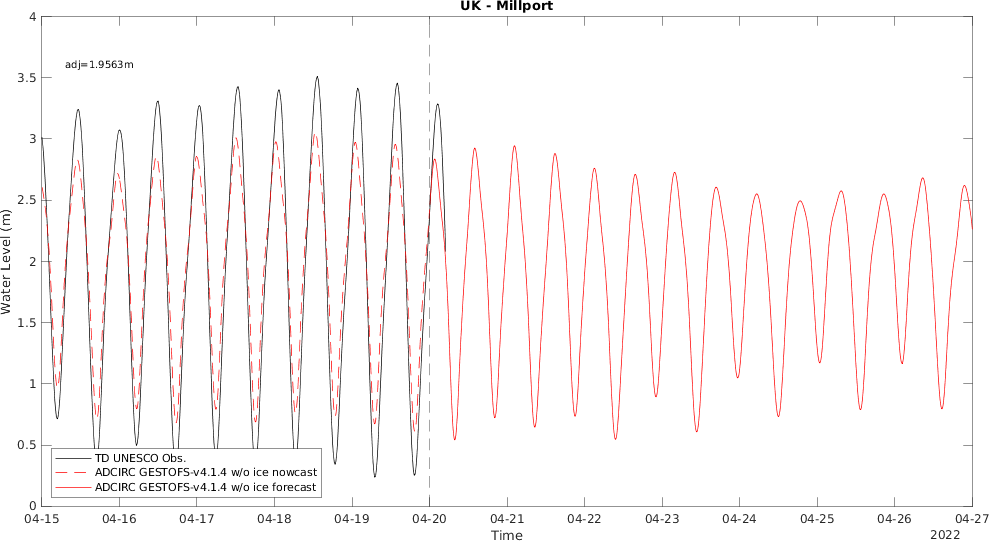 UK - Millport
4
adj=1.9563m
3.5
3
2.5
2
1.5
1
0.5
0
Water Level (m)
TD UNESCO Obs.
ADCIRC GESTOFS-v4.1.4 w/o ice nowcast
ADCIRC GESTOFS-v4.1.4 w/o ice forecast
04-15 04-16 04-17 04-18 04-19 04-20 04-21 04-22 04-23 04-24 04-25 04-26 04-27
Time
2022